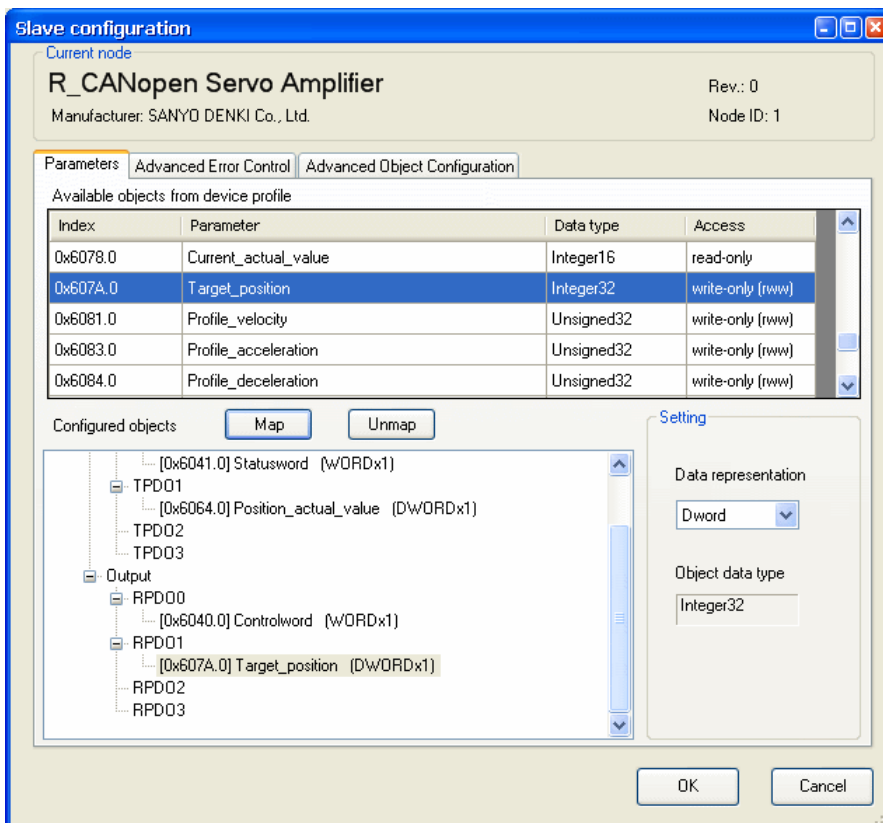 Slave configuration
Current node
R_CANopen Servo Amplifier
Rev.: 0
Manufacturer: SANYO DENKI Co., Ltd.
Node ID: 1
Parameters Advanced Error Control Advanced Object Configuration
Available objects from device profile
Index Parameter Data type Access
0x6078.0 Current_actual_value Integer16 read-only
0x607A.0 Target_position Integer32 write-only (rww)
0x6081.0 Profile_velocity Unsigned32 write-only (rww)
0x6083.0 Profile_acceleration Unsigned32 write-only (rww)
0x6084.0 Profile_deceleration Unsigned32 write-only (rww)
Configured objects Map Unmap
[0x6041.0] Statusword (WORDx1)
TPDO1
[0x6064.0] Position_actual_value (DWORDx1)
TPDO2
TPDO3
Output
RPDO0
[0x6040.0] Controlword (WORDx1)
RPDO1
[0x607A.0] Target_position (DWORDx1)
RPDO2
RPDO3
Setting
Data representation
Dword
Object data type
Integer32
OK Cancel